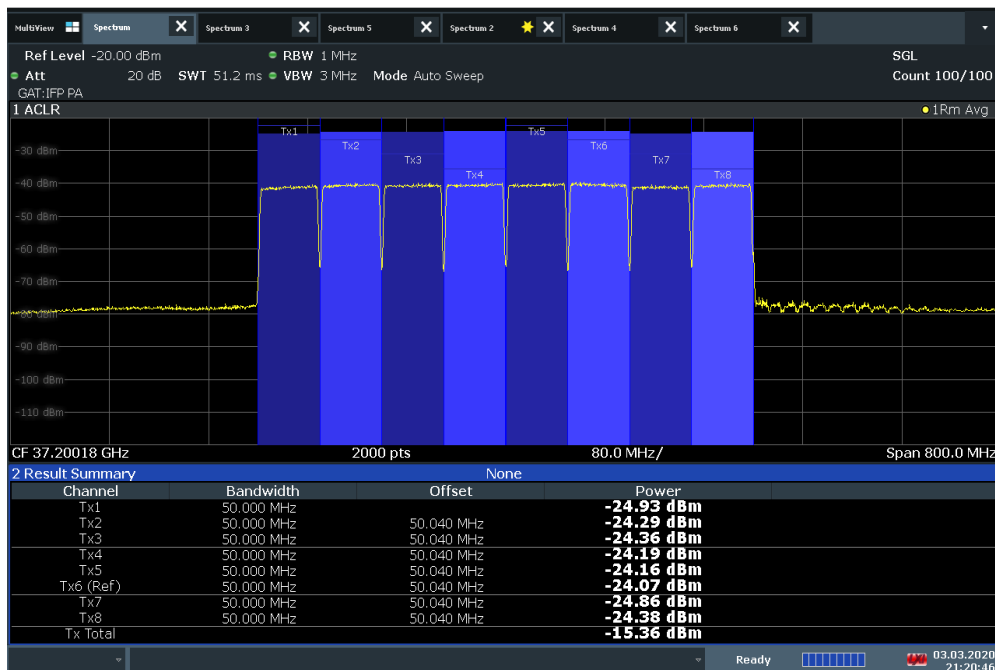 MultiView Spectrum Spectrum 3 Spectrum 5 Spectrum 2 Spectrum 4 Spectrum 6
Ref Level -20.00 dBm RBW 1 MHz SGL
Att 20 dB SWT 51.2 ms VBW 3 MHz Mode Auto Sweep Count 100/100
GAT:IFP PA
1 ACLR 1Rm Avg
Tx1 Tx5
Tx2 Tx6
-30 dBm
Tx3 Tx7
Tx4 Tx8
-40 dBm
-50 dBm
-60 dBm
-70 dBm
-80 dBm
-90 dBm
-100 dBm
-110 dBm
CF 37.20018 GHz 2000 pts 80.0 MHz/ Span 800.0 MHz
2 Result Summary None
Channel Bandwidth Offset Power
Tx1 50.000 MHz -24.93 dBm
Tx2 50.000 MHz 50.040 MHz -24.29 dBm
Tx3 50.000 MHz 50.040 MHz -24.36 dBm
Tx4 50.000 MHz 50.040 MHz -24.19 dBm
Tx5 50.000 MHz 50.040 MHz -24.16 dBm
Tx6 (Ref) 50.000 MHz 50.040 MHz -24.07 dBm
Tx7 50.000 MHz 50.040 MHz -24.86 dBm
Tx8 50.000 MHz 50.040 MHz -24.38 dBm
Tx Total -15.36 dBm
Ready 03.03.2020
21:20:46